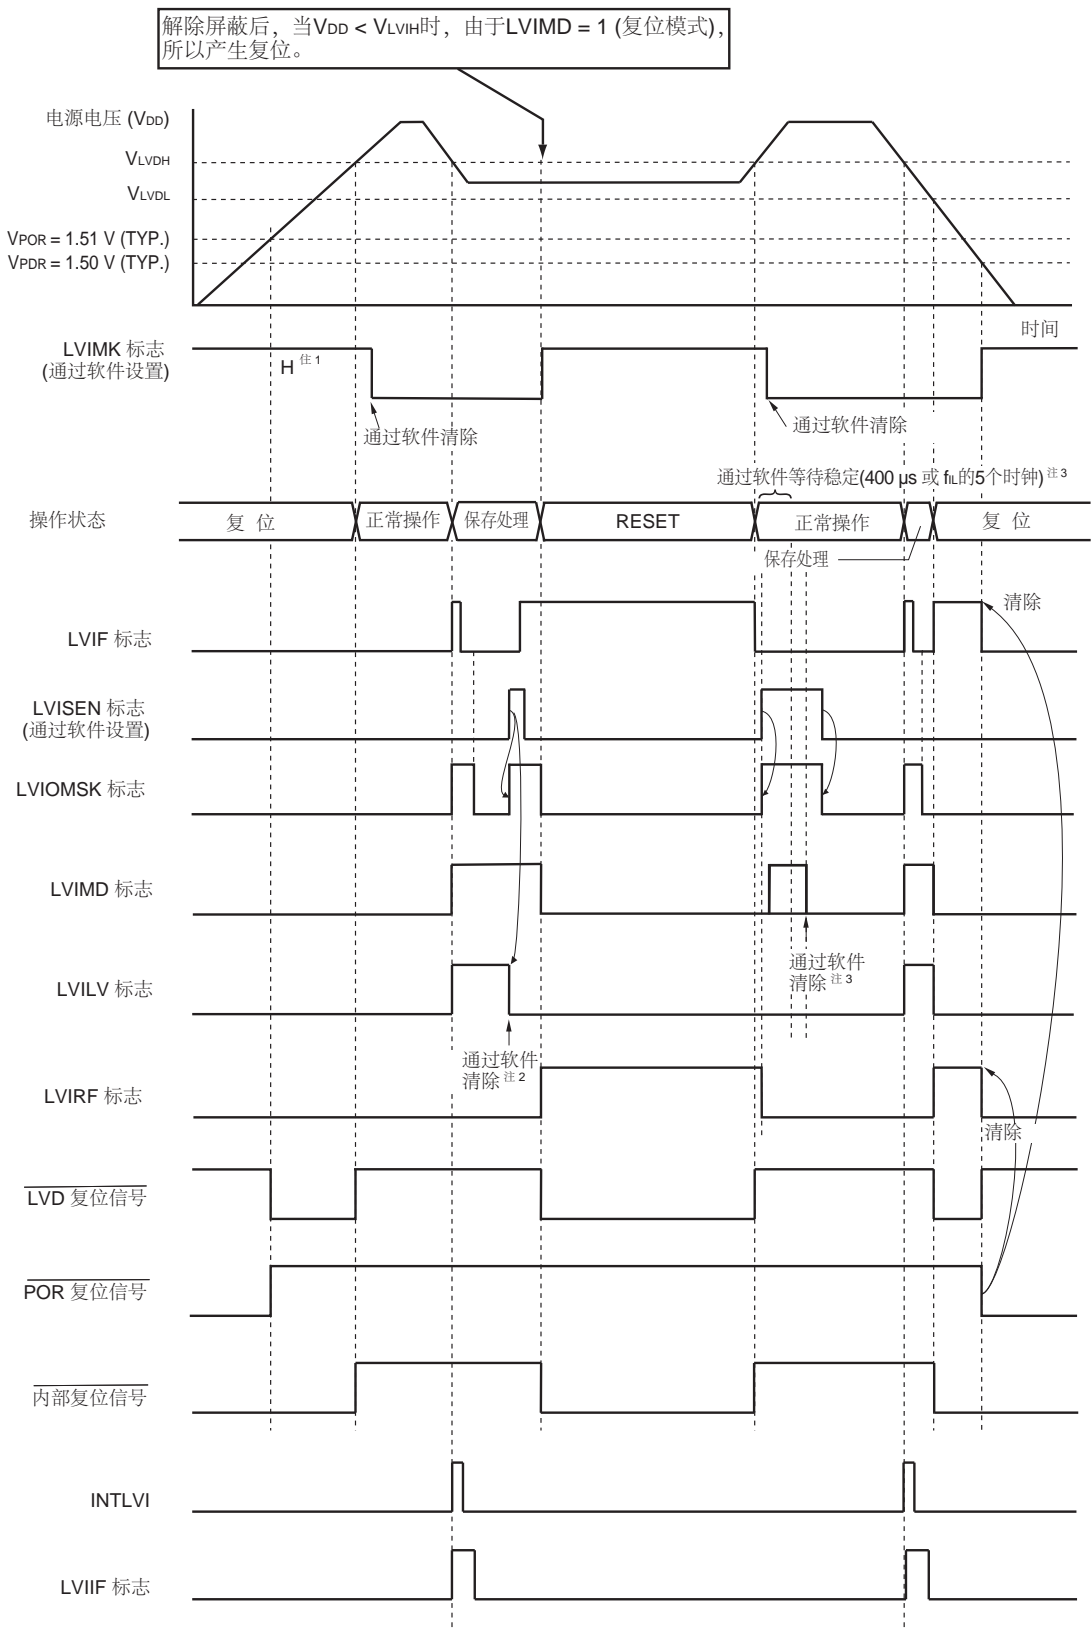 解除屏蔽后，当VDD < VLVIH时，由于LVIMD = 1 (复位模式)，
所以产生复位。
电源电压 (VDD)
VLVDH
VLVDL
VPOR = 1.51 V (TYP.)
VPDR = 1.50 V (TYP.)
时间
LVIMK 标志
(通过软件设置)
H 住 1
通过软件清除
通过软件清除
通过软件等待稳定(400 μs 或 fIL的5个时钟) 注 3
操作状态
复 位
正常操作
保存处理
RESET
正常操作
复 位
保存处理
清除
LVIF 标志
LVISEN 标志
(通过软件设置)
LVIOMSK 标志
LVIMD 标志
通过软件
清除 注 3
LVILV 标志
通过软件
清除 注 2
LVIRF 标志
清除
LVD 复位信号
POR 复位信号
内部复位信号
INTLVI
LVIIF 标志